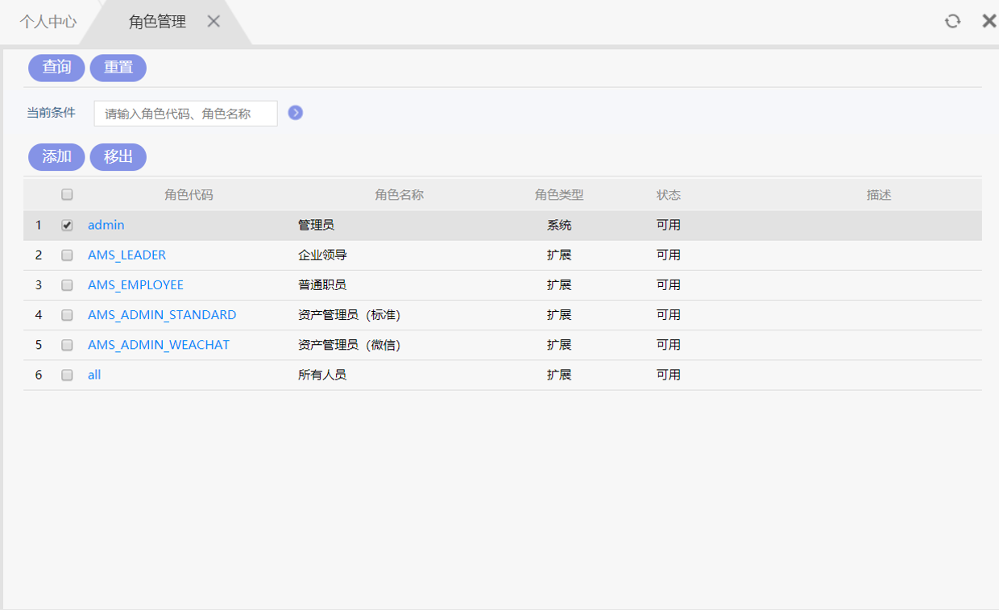 个人中心 角色管理
查询 重置
当前条件 请输入角色代码、角色名称
添加 移出
角色代码 角色名称 角色类型 状态 描述
1 admin 管理员 系统 可用
2 AMS_LEADER 企业领导 扩展 可用
3 AMS_EMPLOYEE 普通职员 扩展 可用
4 AMS_ADMIN_STANDARD 资产管理员（标准） 扩展 可用
5 AMS_ADMIN_WEACHAT 资产管理员（微信） 扩展 可用
6 all 所有人员 扩展 可用